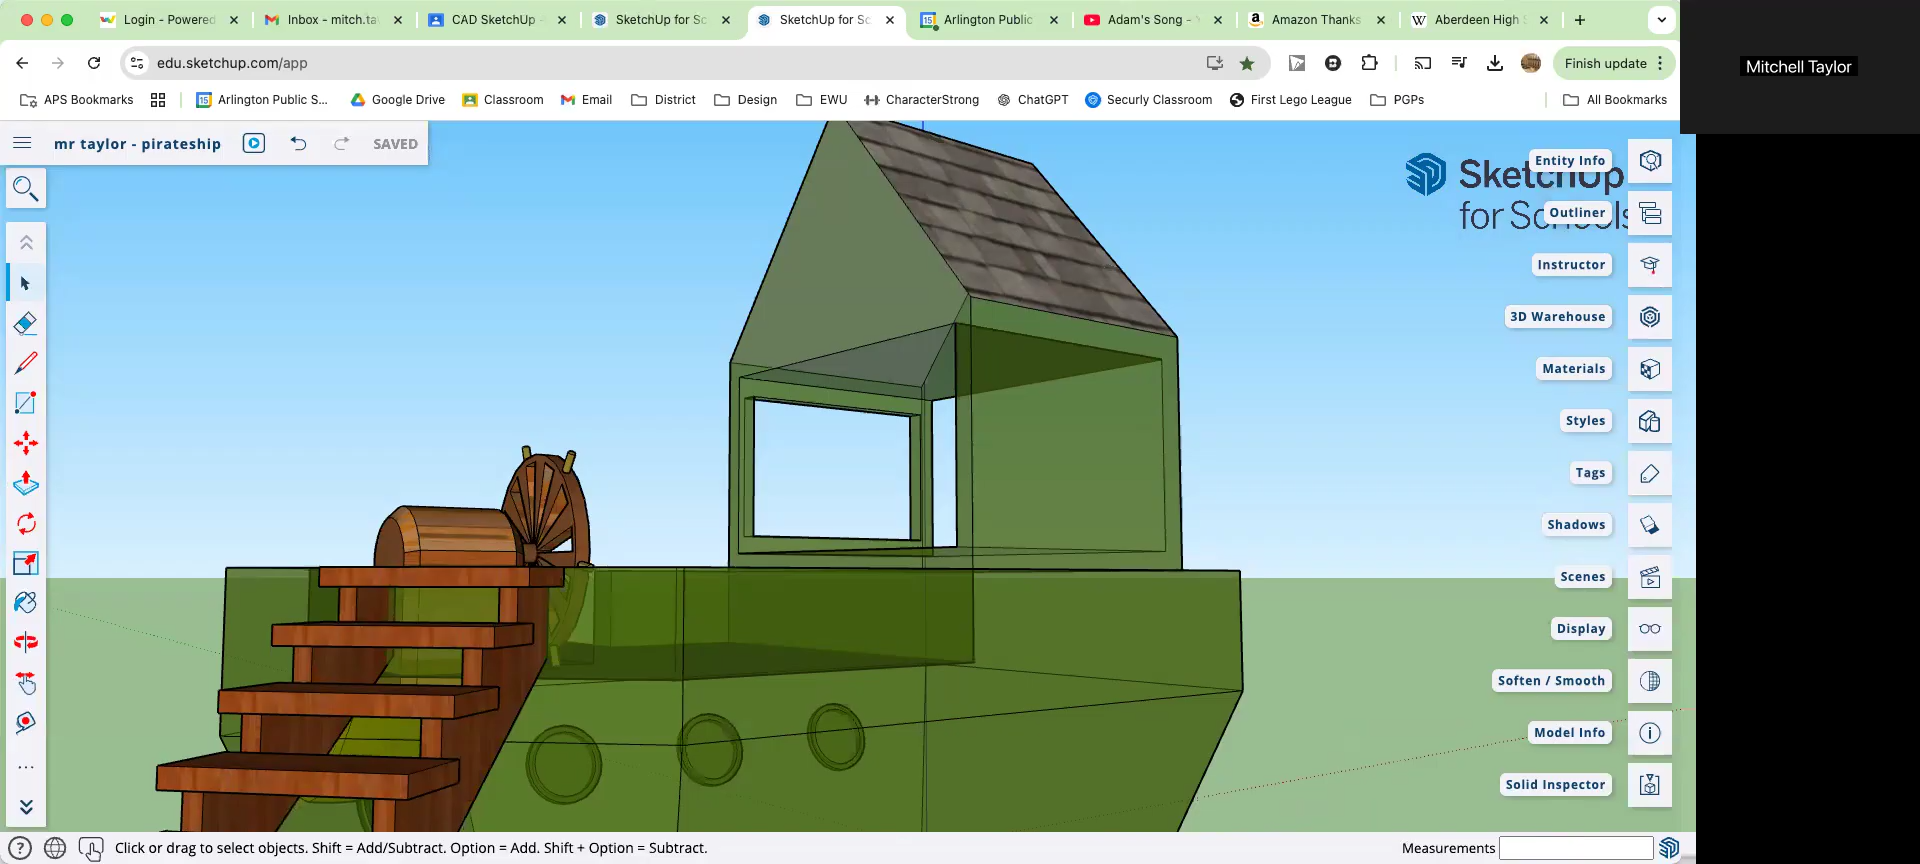 Login - Powered
Inbox - mitch.ta
CAD SketchUp -
SketchUp for Sc
SketchUp for Sc
Arlington Public
Adam's Song -
Amazon Thanks
Aberdeen High S
edu.sketchup.com/app
Finish update
APS Bookmarks
Arlington Public S...
Google Drive
Classroom
Email
District
Design
EWU
CharacterStrong
ChatGPT
Securly Classroom
First Lego League
PGPs
All Bookmarks
Mitchell Taylor
mr taylor - pirateship
SAVED
SketchUp
for Schools
Entity Info
Outliner
Instructor
3D Warehouse
Materials
Styles
Tags
Shadows
Scenes
Display
Soften / Smooth
Model Info
Solid Inspector
Click or drag to select objects. Shift = Add/Subtract. Option = Add. Shift + Option = Subtract.
Measurements